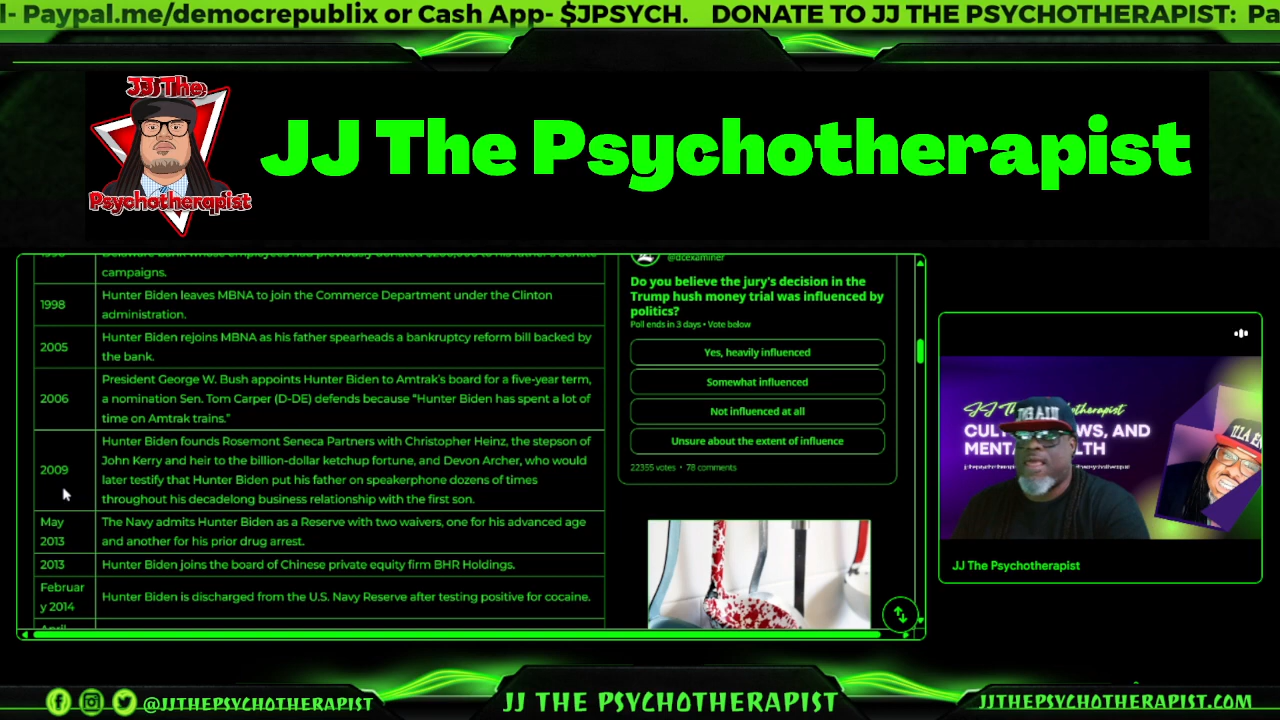 l- Paypal.me/democrepublix or Cash App- $JPSYCH. DONATE TO JJ THE PSYCHOTHERAPIST: Pa
JJ The
Psychotherapist
JJ The Psychotherapist
campaigns.
1998
Hunter Biden leaves MBNA to join the Commerce Department under the Clinton
administration.
2005
Hunter Biden rejoins MBNA as his father spearheads a bankruptcy reform bill backed by
the bank.
2006
President George W. Bush appoints Hunter Biden to Amtrak's board for a five-year term,
a nomination Sen. Tom Carper (D-DE) defends because "Hunter Biden has spent a lot of
time on Amtrak trains."
2009
Hunter Biden founds Rosemont Seneca Partners with Christopher Heinz, the stepson of
John Kerry and heir to the billion-dollar ketchup fortune, and Devon Archer, who would
later testify that Hunter Biden put his father on speakerphone dozens of times
throughout his decadelong business relationship with the first son.
May
2013
The Navy admits Hunter Biden as a Reserve with two waivers, one for his advanced age
and another for his prior drug arrest.
2013
Hunter Biden joins the board of Chinese private equity firm BHR Holdings.
Februar
y 2014
Hunter Biden is discharged from the U.S. Navy Reserve after testing positive for cocaine.
@dcexaminer
Do you believe the jury's decision in the
Trump hush money trial was influenced by
politics?
Poll ends in 3 days • Vote below
Yes, heavily influenced
Somewhat influenced
Not influenced at all
Unsure about the extent of influence
22355 votes • 78 comments
JJ The Psychotherapist
@JJTHEPSYCHOTHERAPIST
JJ THE PSYCHOTHERAPIST
JJTHEPSYCHOTHERAPIST.COM